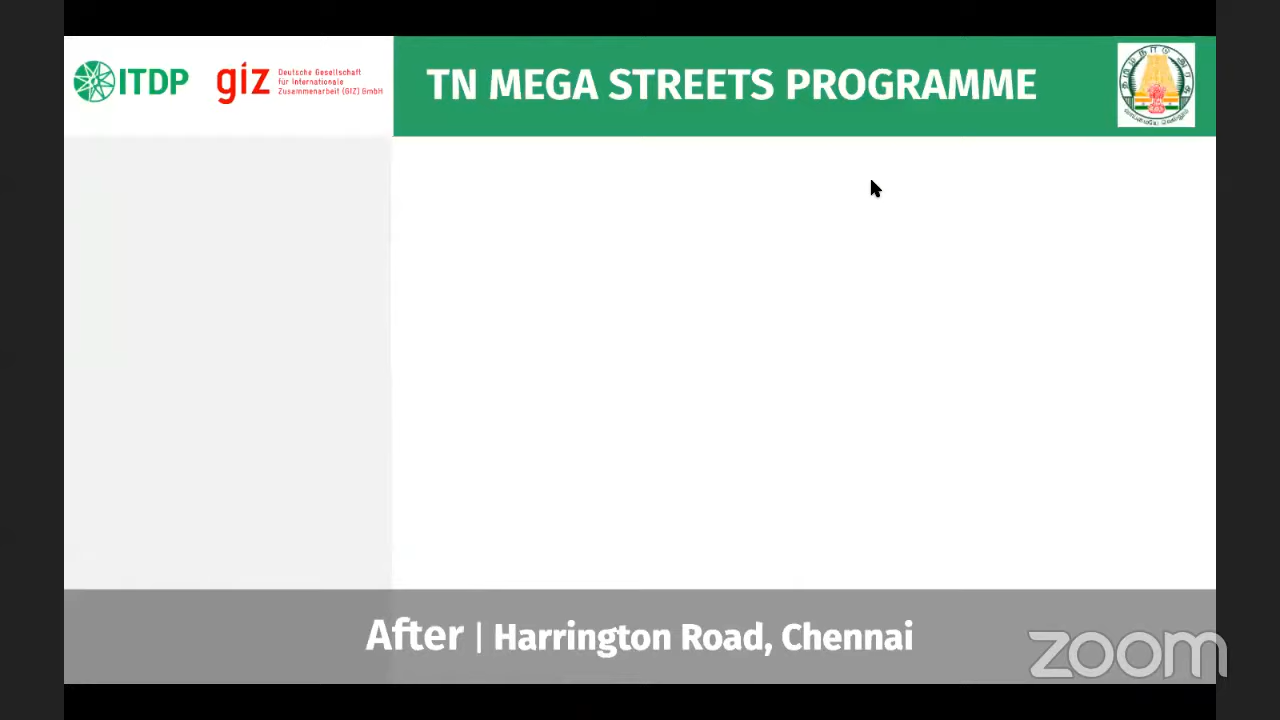 ITDP
giz
Deutsche Gesellschaft
für Internationale
Zusammenarbeit (GIZ) GmbH
TN MEGA STREETS PROGRAMME
After | Harrington Road, Chennai
zoom